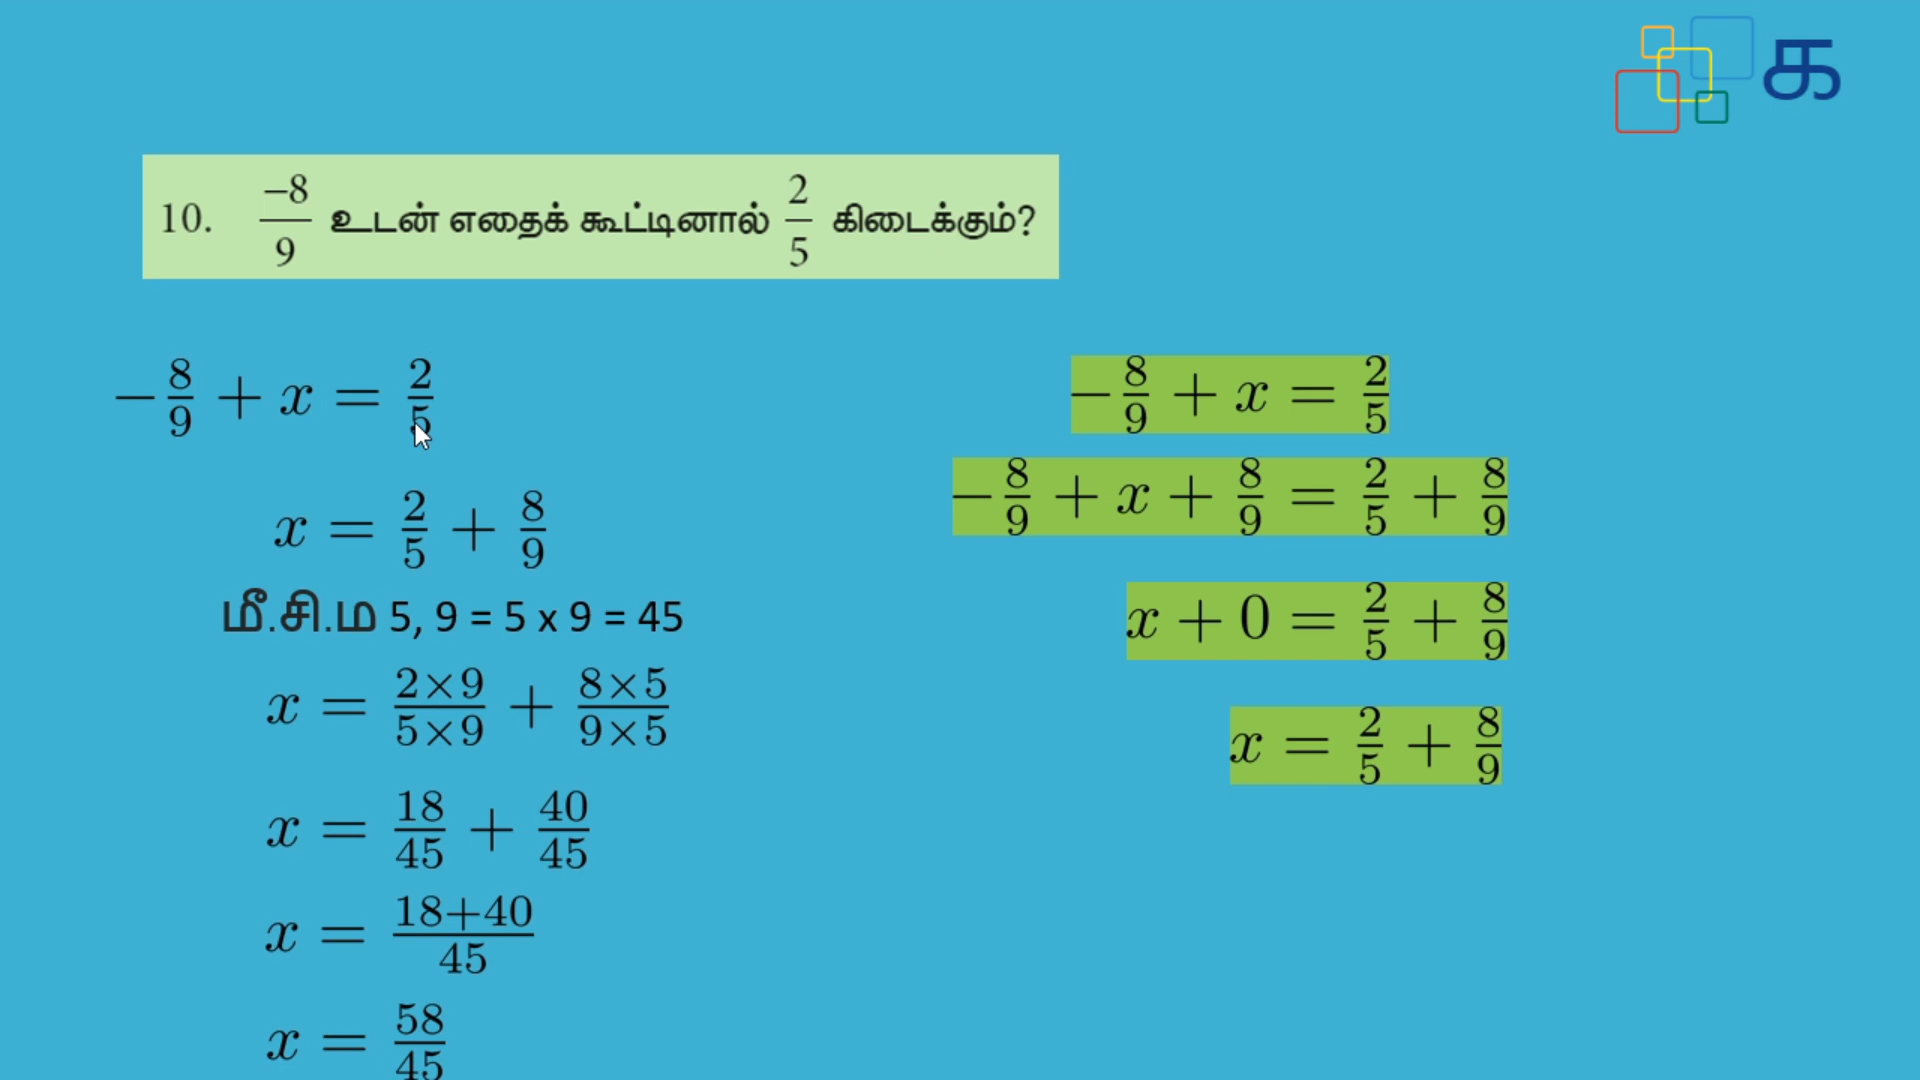 க
10. –8/9 உடன் எதைக் கூட்டினால் 2/5 கிடைக்கும்?
−8/9 + x = 2/5
x = 2/5 + 8/9
மீ.சி.ம 5, 9 = 5 x 9 = 45
x = 2×9/5×9 + 8×5/9×5
x = 18/45 + 40/45
x = 18+40/45
x = 58/45
−8/9 + x = 2/5
−8/9 + x + 8/9 = 2/5 + 8/9
x + 0 = 2/5 + 8/9
x = 2/5 + 8/9